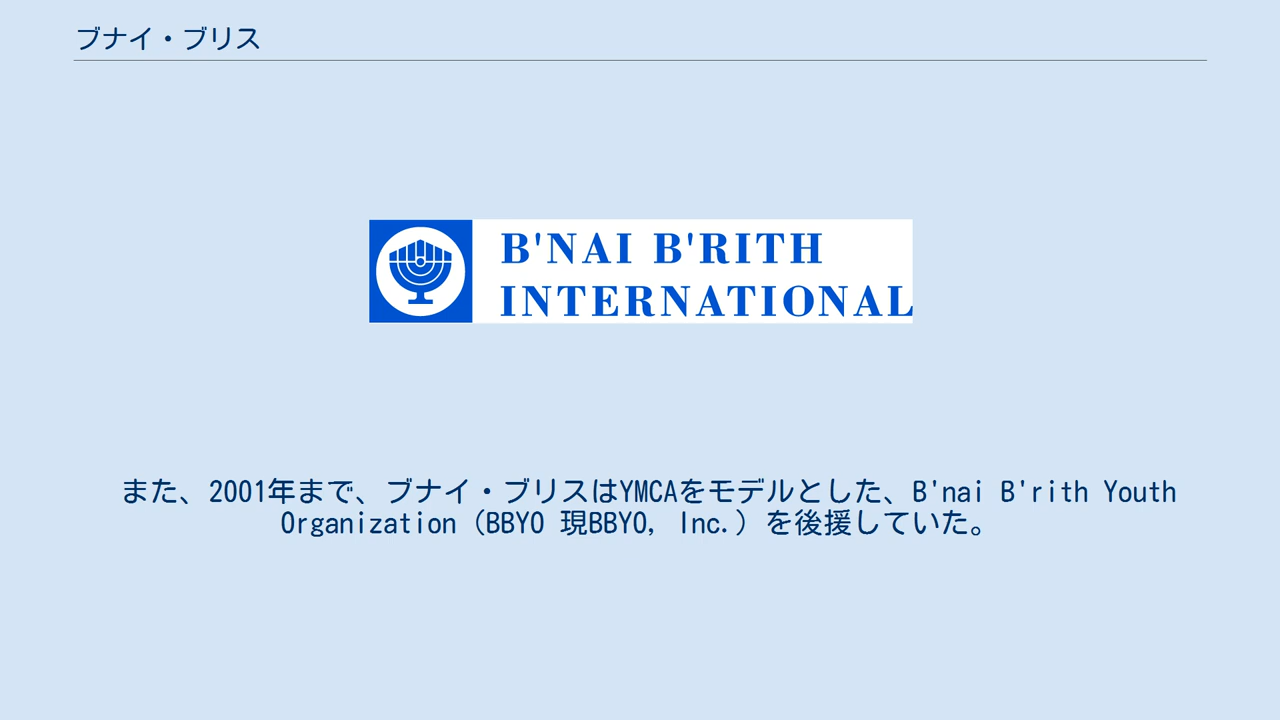 ブナイ・ブリス
B'NAI B'RITH
INTERNATIONAL
また、2001年まで、ブナイ・ブリスはYMCAをモデルとした、B'nai B'rith Youth
Organization（BBYO 現BBYO, Inc.）を後援していた。